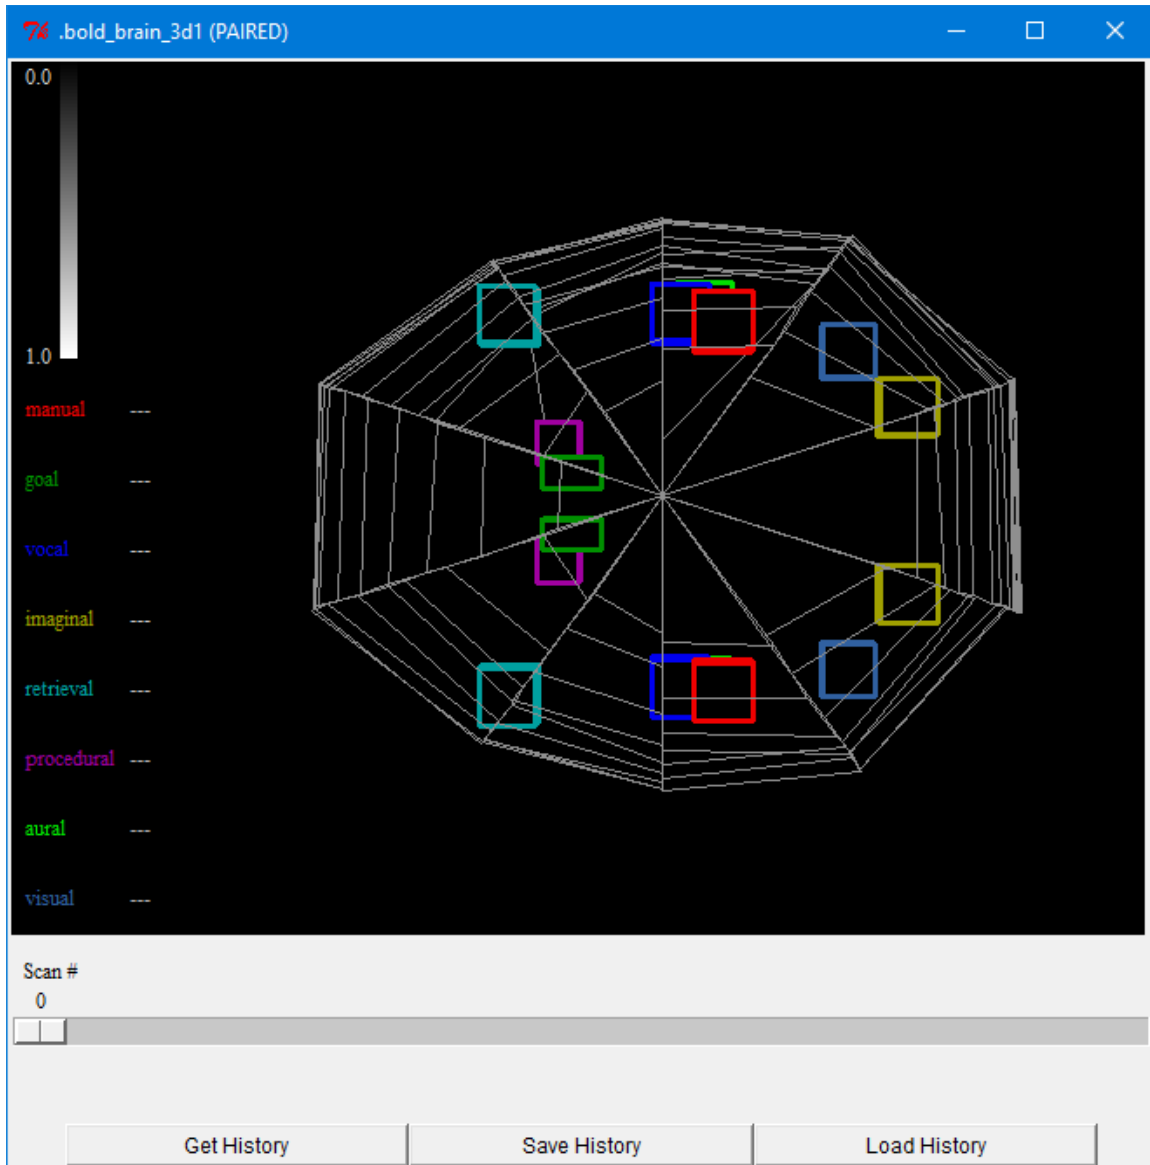 .bold_brain_3d1 (PAIRED)
0.0
1.0
manual ---
goal ---
vocal ---
imaginal ---
retrieval ---
procedural ---
aural ---
visual ---
Scan #
0
Get History Save History Load History